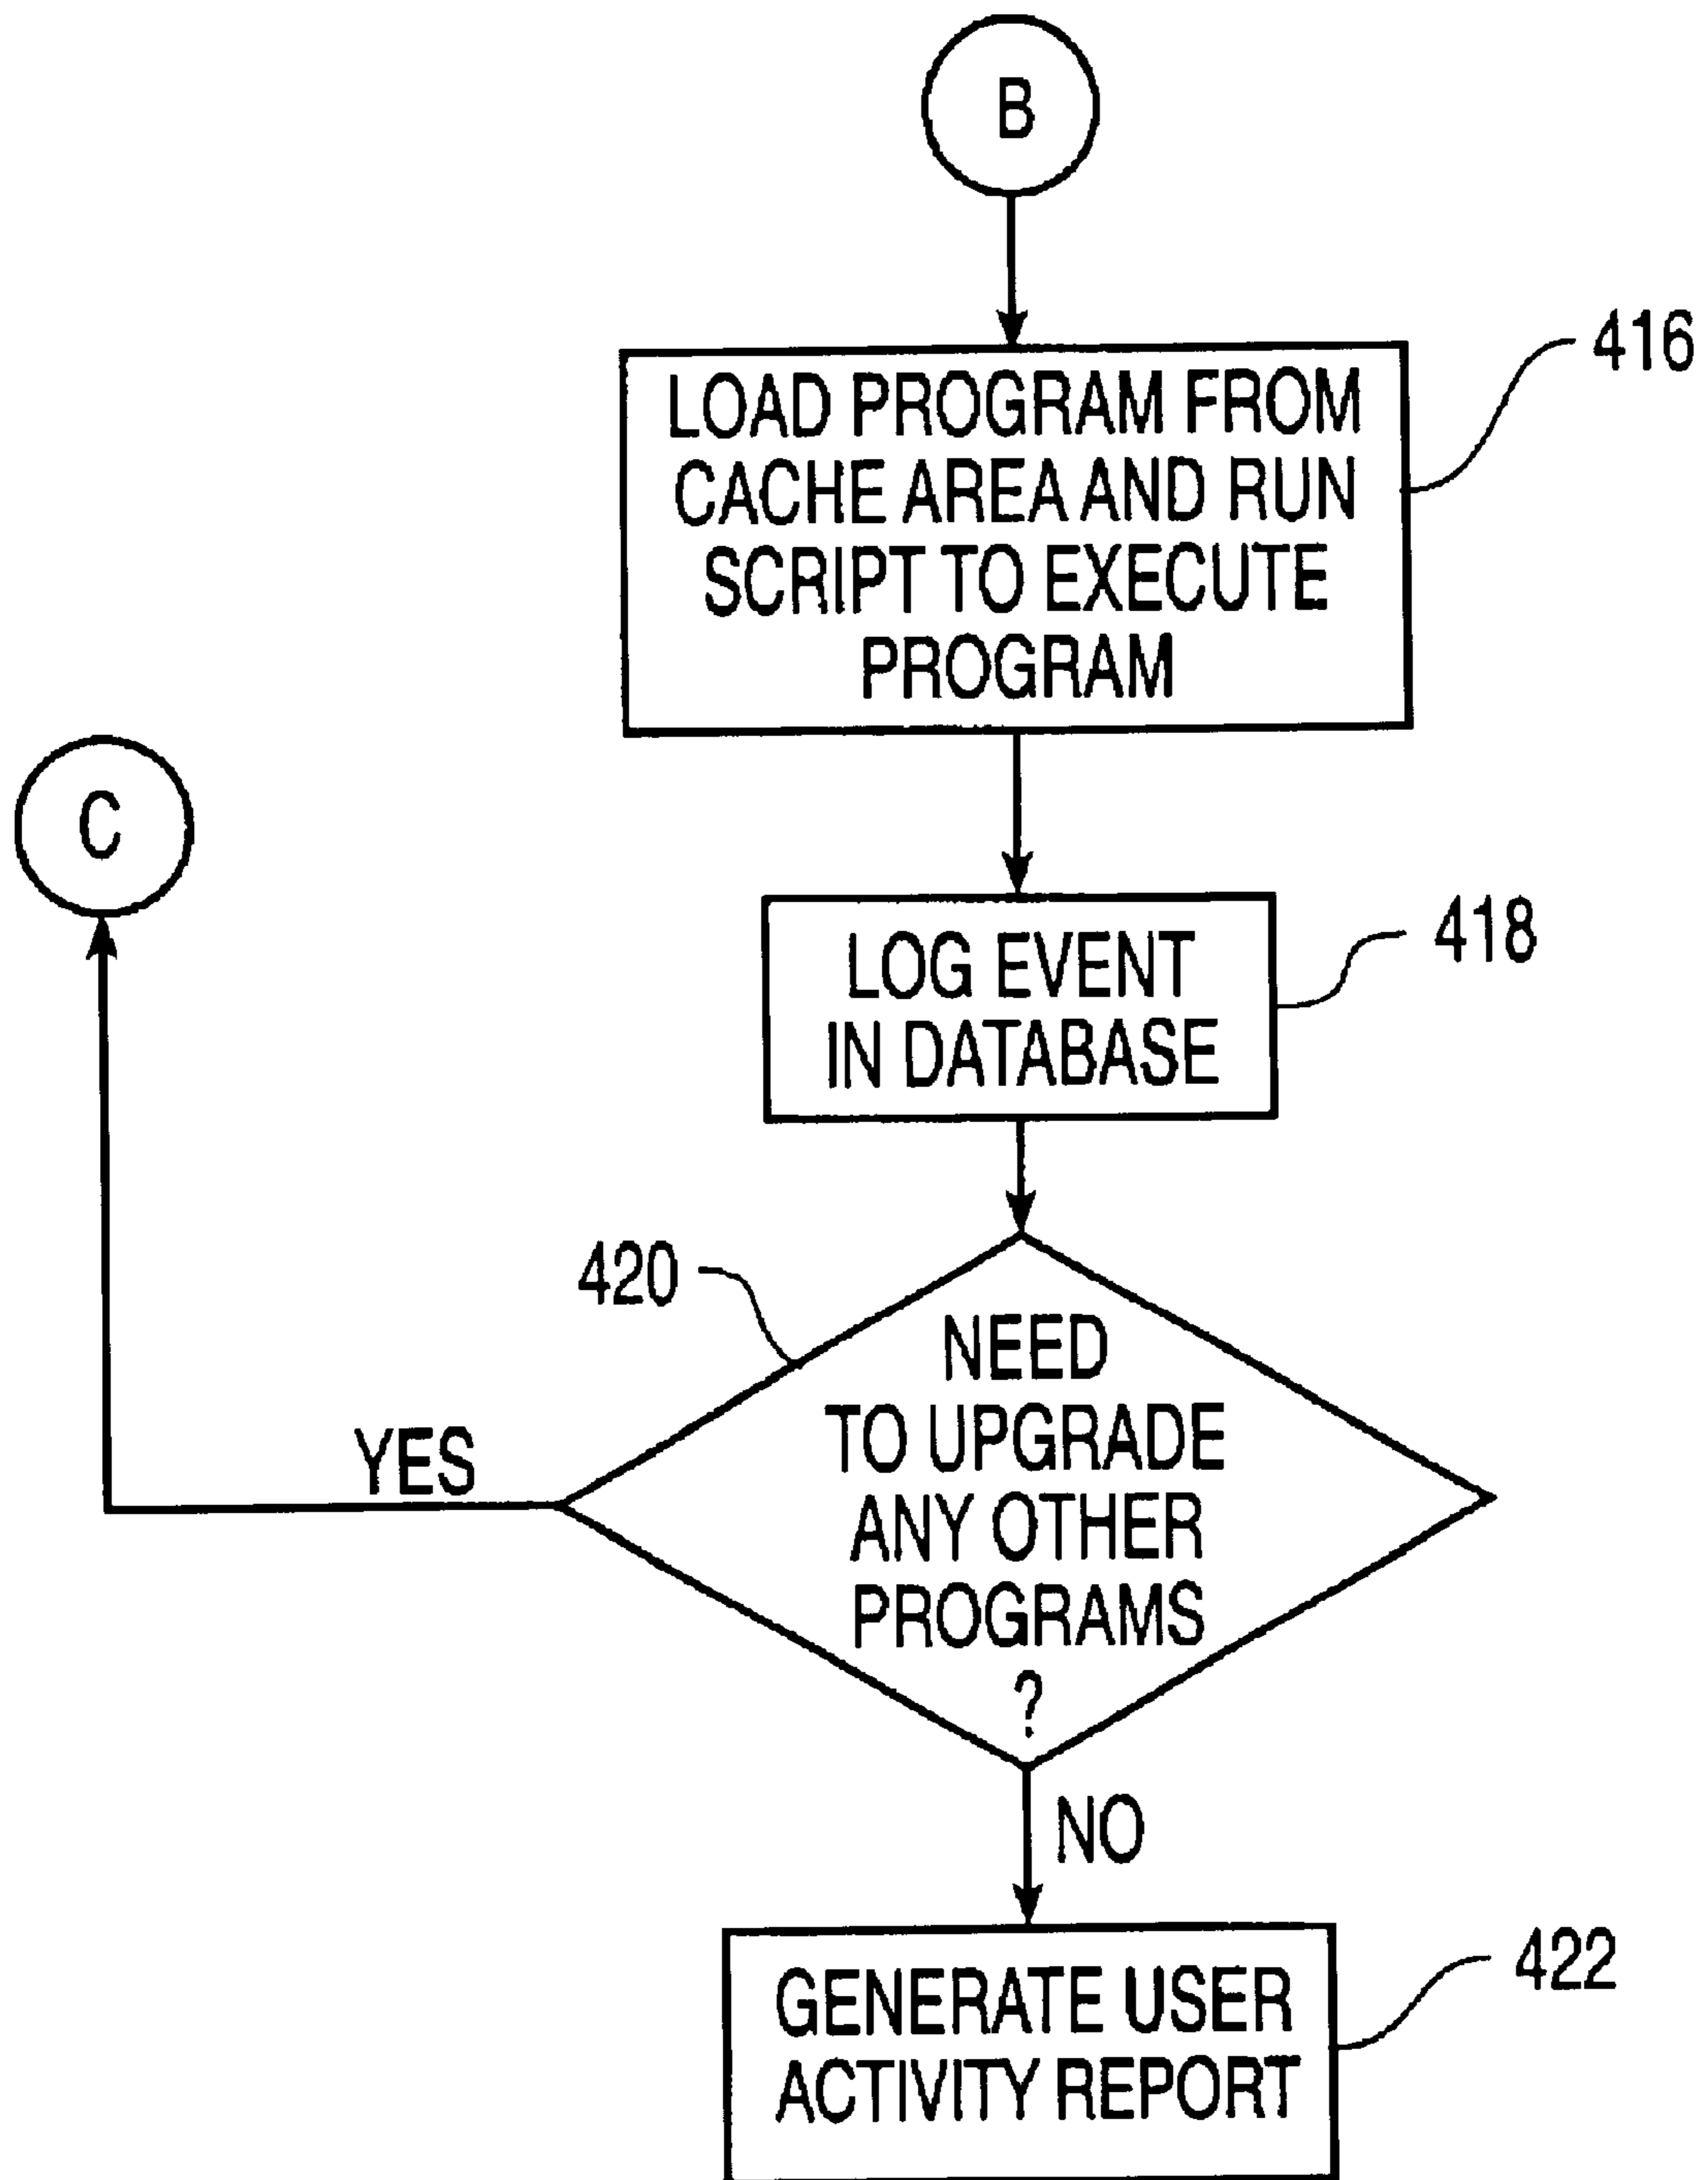 B
LOAD PROGRAM FROM
CACHE AREA AND RUN
SCRIPT TO EXECUTE
PROGRAM
416
C
LOG EVENT
IN DATABASE
418
420
NEED
TO UPGRADE
ANY OTHER
PROGRAMS
?
YES
NO
GENERATE USER
ACTIVITY REPORT
422